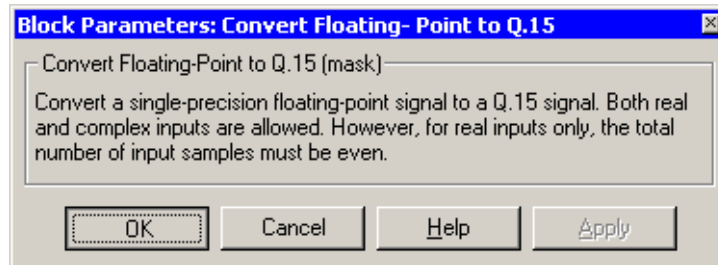 Block Parameters: Convert Floating- Point to Q.15
Convert Floating-Point to Q.15 (mask)
Convert a single-precision floating-point signal to a Q.15 signal. Both real
and complex inputs are allowed. However, for real inputs only, the total
number of input samples must be even.
OK Cancel Help Apply